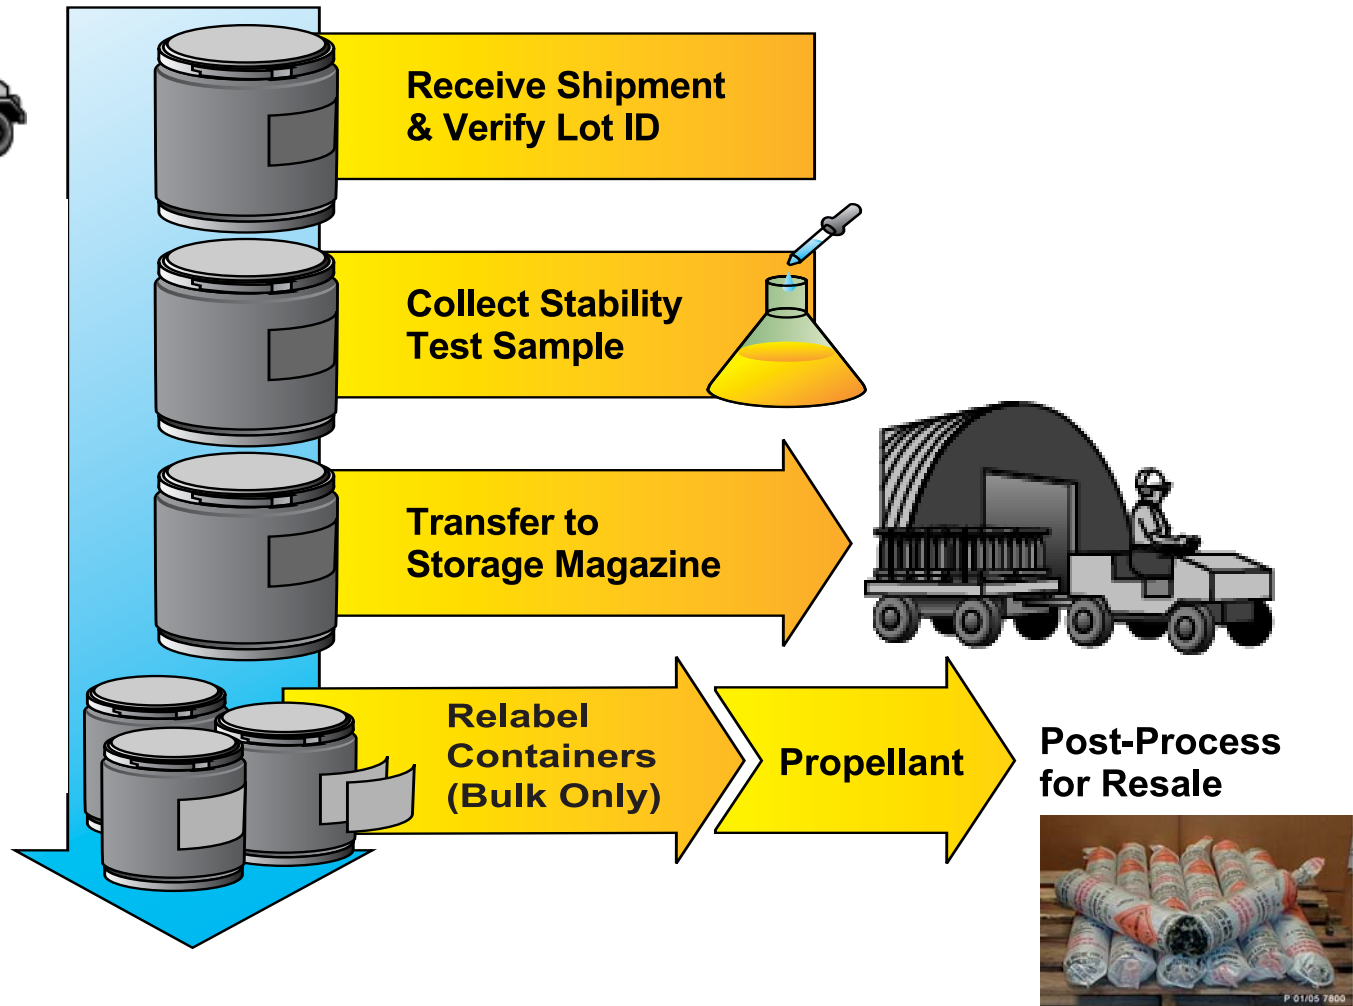 Receive Shipment
& Verify Lot ID
Collect Stability
Test Sample
Transfer to
Storage Magazine
Relabel
Containers
(Bulk Only)
Propellant
Post-Process
for Resale
P 01/05 7800